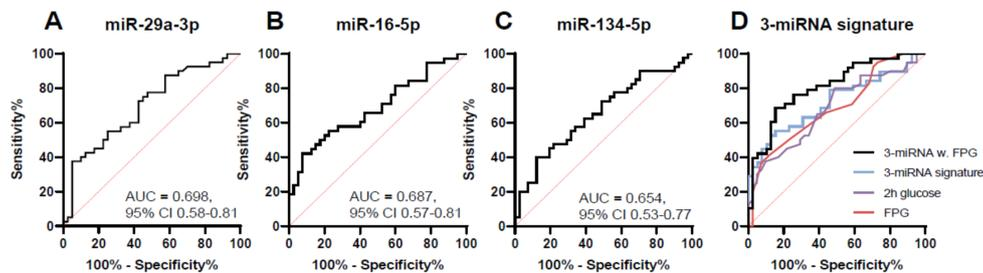 A miR-29a-3p
B miR-16-5p
C miR-134-5p
D 3-miRNA signature
Sensitivity%
100
80
60
40
20
0
AUC = 0.698,
95% CI 0.58-0.81
0 20 40 60 80 100
100% - Specificity%
Sensitivity%
100
80
60
40
20
0
AUC = 0.687,
95% CI 0.57-0.81
0 20 40 60 80 100
100% - Specificity%
Sensitivity%
100
80
60
40
20
0
AUC = 0.654,
95% CI 0.53-0.77
0 20 40 60 80 100
100% - Specificity%
100
80
60
40
20
0
3-miRNA w. FPG
3-miRNA signature
2h glucose
FPG
0 20 40 60 80 100
100% - Specificity%